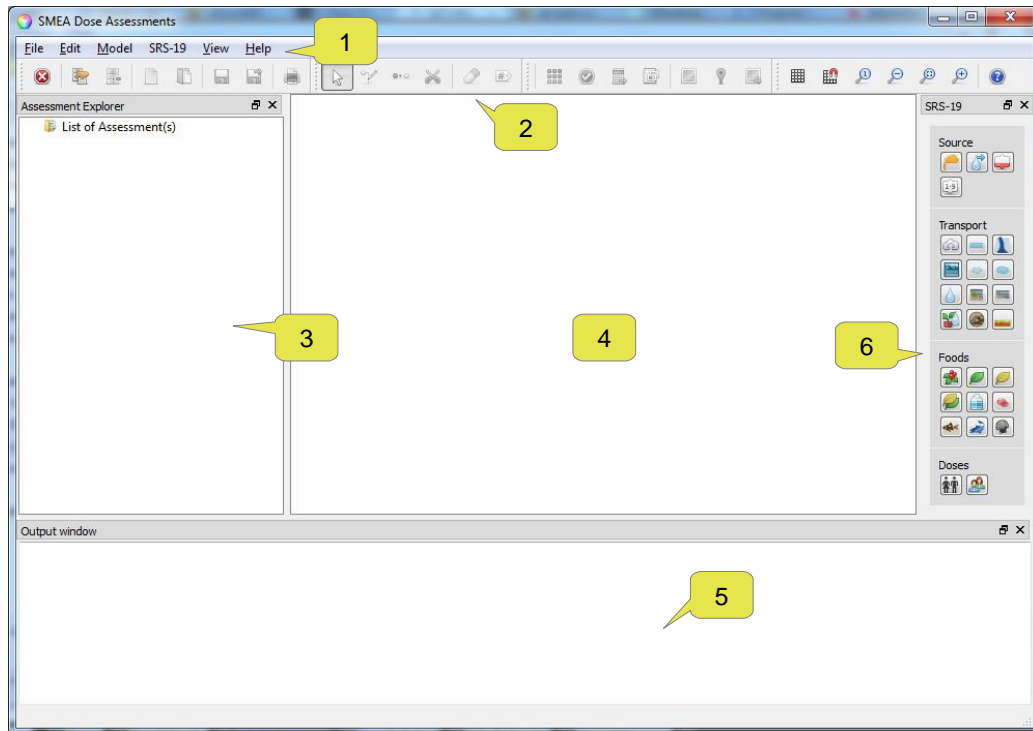 SMEA Dose Assessments
File Edit Model SRS-19 View Help
1
2
Assessment Explorer
SRS-19
List of Assessment(s)
Source
1-9
Transport
3
4
6
Foods
Doses
Output window
5